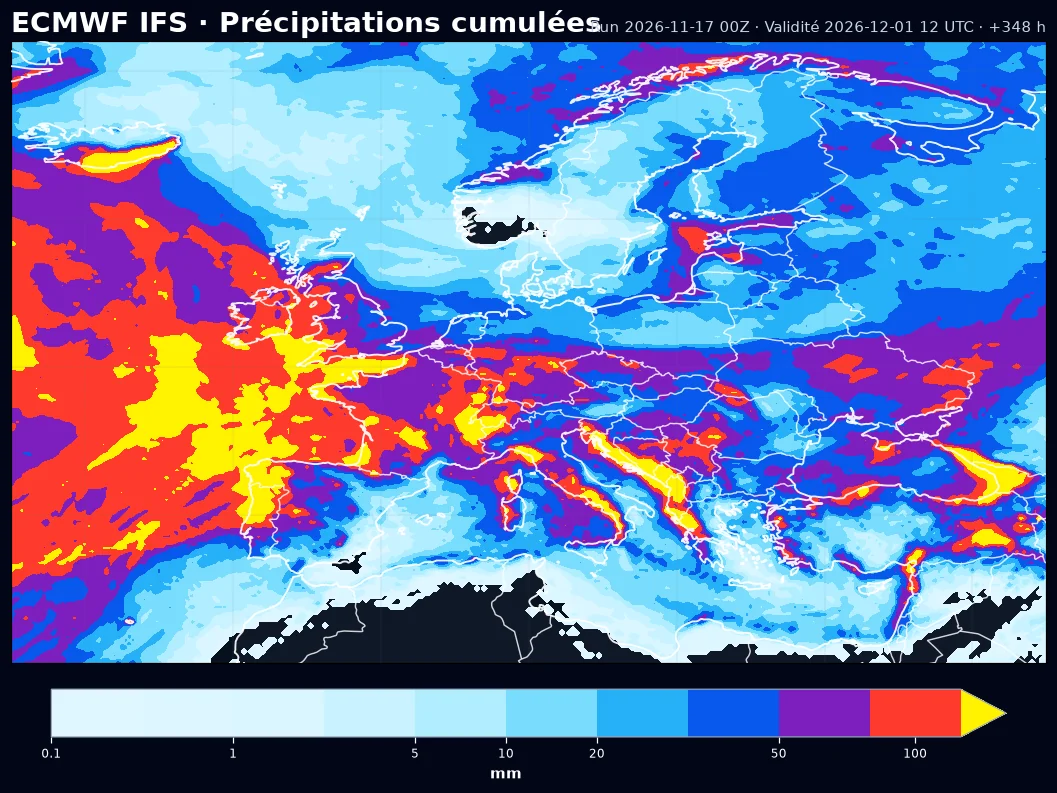 ECMWF IFS · Précipitations cumulées
Run 2026-11-17 00Z · Validité 2026-12-01 12 UTC · +348 h
0.1 1 5 10 20 50 100
mm